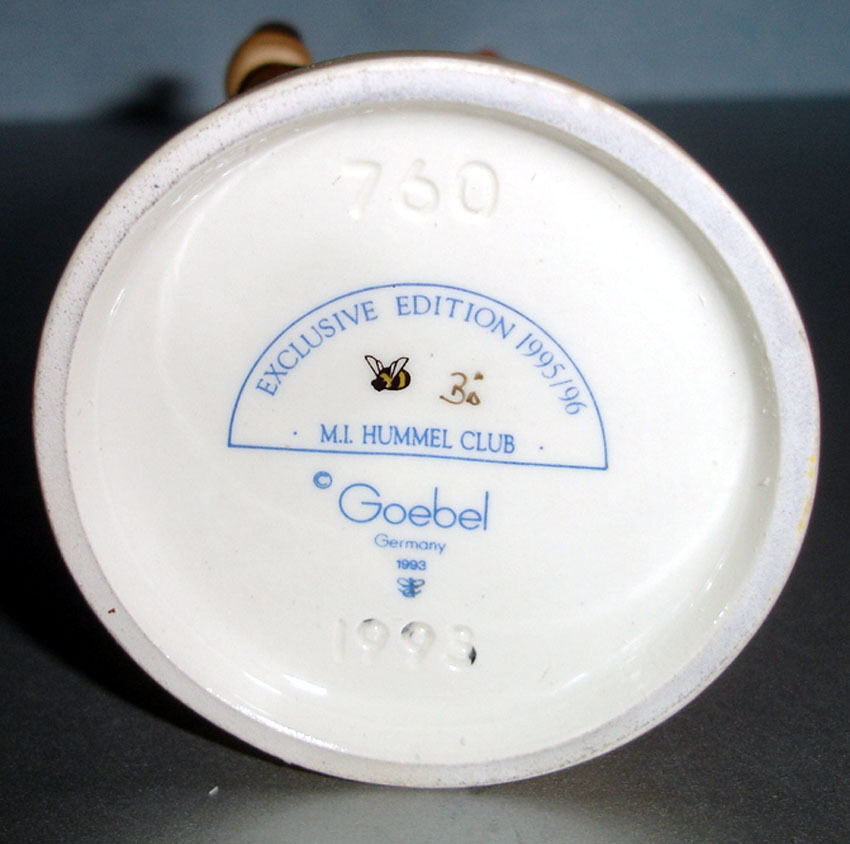 760
EXCLUSIVE EDITION 1995/96
· M.I. HUMMEL CLUB ·
© Goebel
Germany
1993
1993